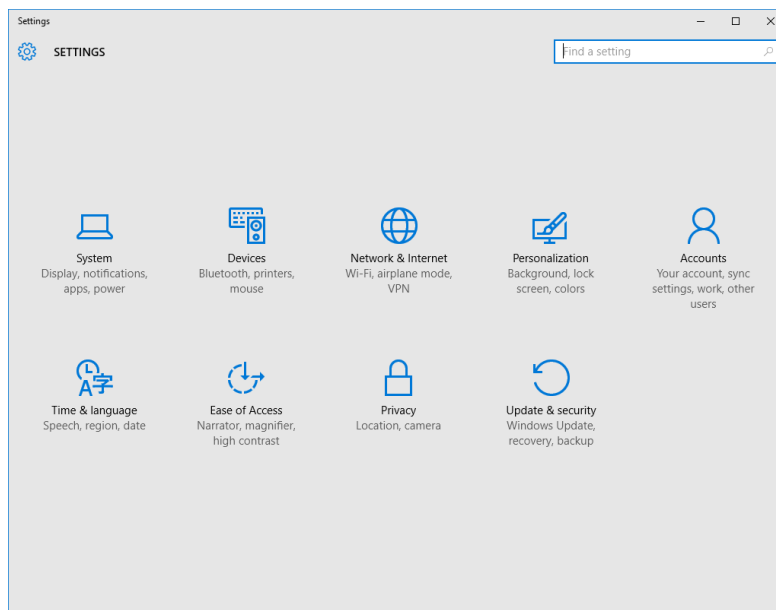 Settings
SETTINGS
Find a setting
System
Display, notifications,
apps, power
Devices
Bluetooth, printers,
mouse
Network & Internet
Wi-Fi, airplane mode,
VPN
Personalization
Background, lock
screen, colors
Accounts
Your account, sync
settings, work, other
users
A字
Time & language
Speech, region, date
Ease of Access
Narrator, magnifier,
high contrast
Privacy
Location, camera
Update & security
Windows Update,
recovery, backup